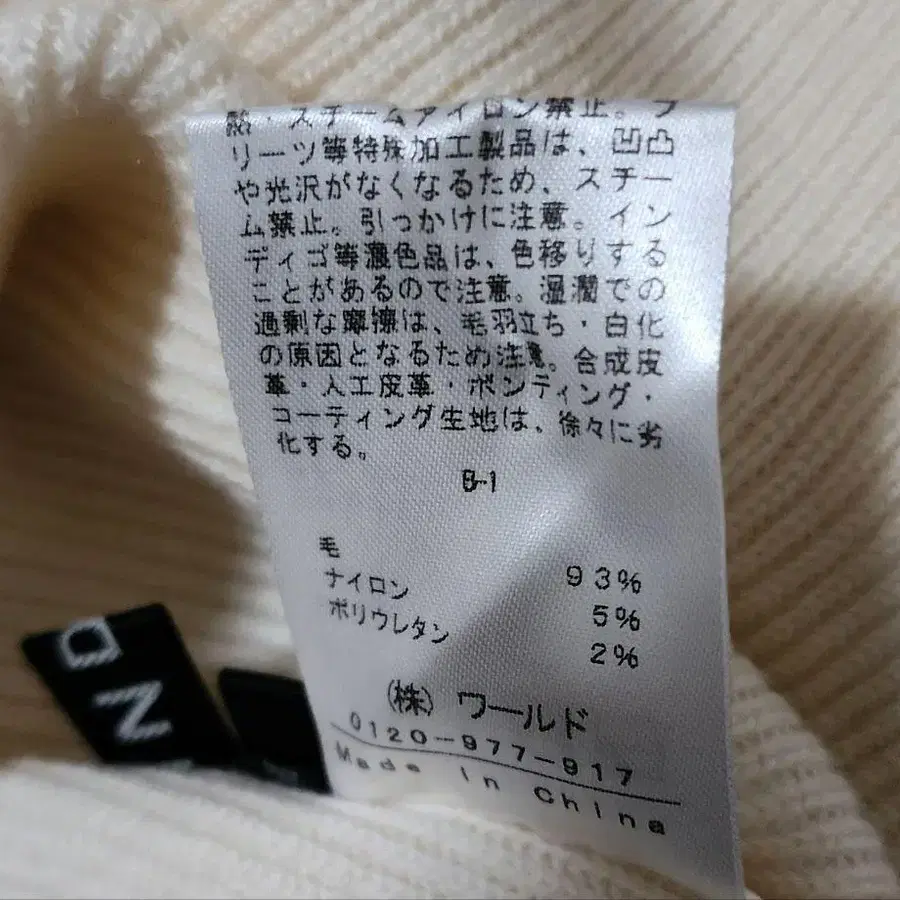 熱・スチームアイロン禁止。プ
リーツ等特殊加工製品は、凹凸
や光沢がなくなるため、スチー
ム禁止。引っかけに注意。イン
ディゴ等濃色品は、色移りする
ことがあるので注意。湿潤での
過剰な摩擦は、毛羽立ち・白化
の原因となるため注意。合成皮
革・人工皮革・ボンディング・
コーティング生地は、徐々に劣
化する。
B-1
毛 93%
ナイロン 5%
ポリウレタン 2%
(株) ワールド
0120-977-917
Made in China